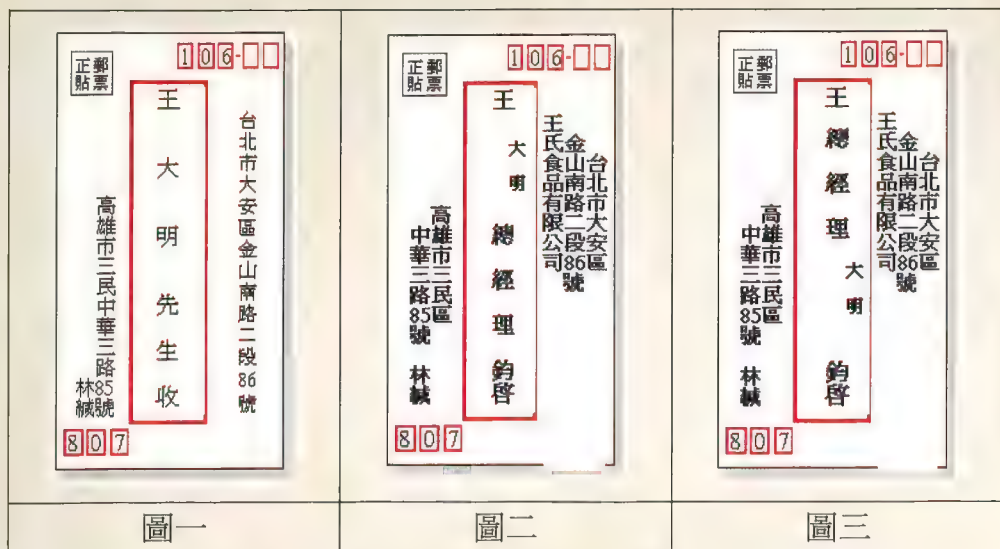 106-
郵票
正貼
台北市大安區金山南路二段86號
王大明先生收
高雄市三民中華三路85號
林緘
807
圖一
106-
郵票
正貼
台北市大安區
金山南路二段86號
王氏食品有限公司
王大明總經理鈞啓
高雄市三民區
中華三路85號 林緘
807
圖二
106-
郵票
正貼
台北市大安區
金山南路二段86號
王氏食品有限公司
王總經理大明鈞啓
高雄市三民區
中華三路85號 林緘
807
圖三